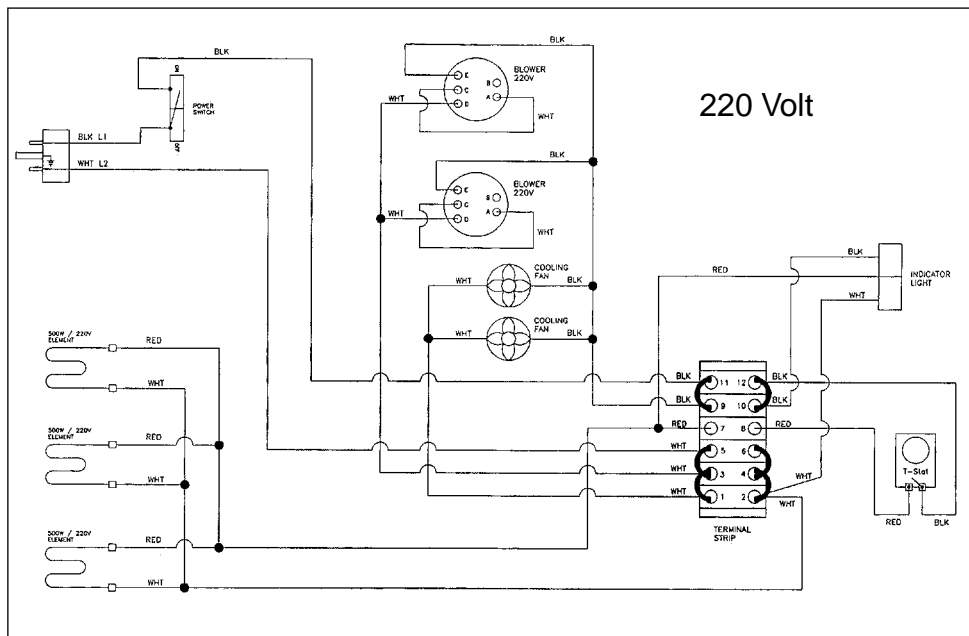 BLK
ON
POWER
SWITCH
OFF
BLK L1
WHT L2
BLK
BLOWER
220V
E
C
D
B
A
WHT
WHT
BLK
BLOWER
220V
E
C
D
B
A
WHT
WHT
220 Volt
COOLING
FAN
WHT
BLK
COOLING
FAN
WHT
BLK
BLK
RED
WHT
INDICATOR
LIGHT
500W / 220V
ELEMENT
RED
WHT
500W / 220V
ELEMENT
RED
WHT
500W / 220V
ELEMENT
RED
WHT
BLK 11 12 BLK
BLK 9 10 BLK
RED 7 8 RED
WHT 5 6
WHT 3 4 WHT
WHT 1 2 WHT
TERMINAL
STRIP
T-Stat
RED
BLK